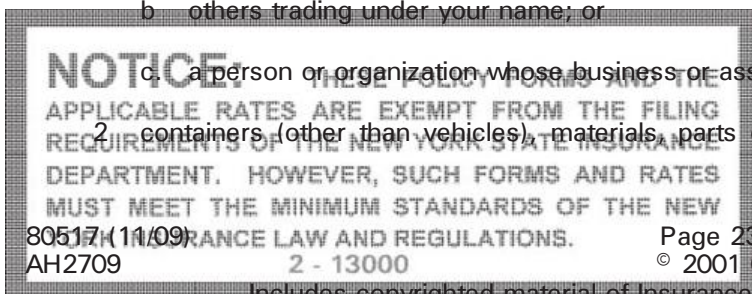 b others trading under your name; or
NOTICE: THESE POLICY FORMS AND THE
c. a person or organization whose business or ass
APPLICABLE RATES ARE EXEMPT FROM THE FILING
2. containers (other than vehicles), materials, parts
REQUIREMENTS OF THE NEW YORK STATE INSURANCE
DEPARTMENT. HOWEVER, SUCH FORMS AND RATES
MUST MEET THE MINIMUM STANDARDS OF THE NEW
YORK INSURANCE LAW AND REGULATIONS.
80517 (11/09) Page 23
AH2709 2 - 13000 © 2001
Includes copyrighted material of Insurance